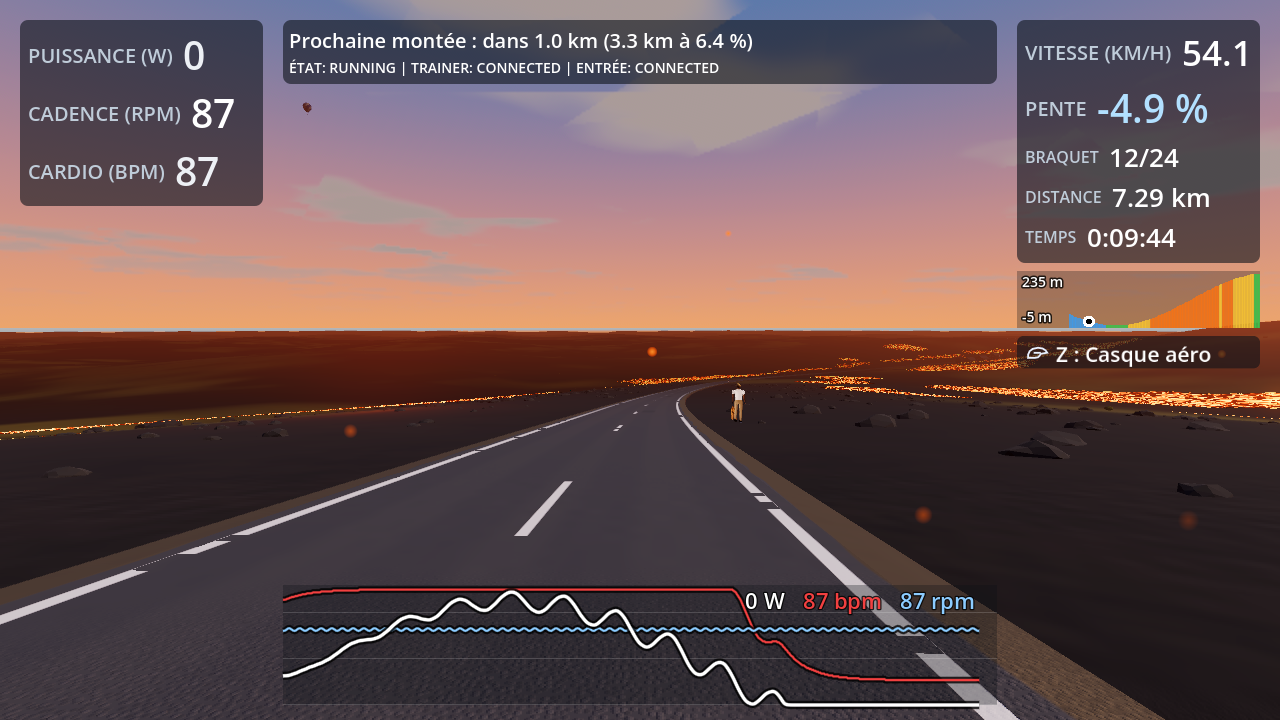 PUISSANCE (W) 0
CADENCE (RPM) 87
CARDIO (BPM) 87
Prochaine montée : dans 1.0 km (3.3 km à 6.4 %)
ÉTAT: RUNNING | TRAINER: CONNECTED | ENTRÉE: CONNECTED
VITESSE (KM/H) 54.1
PENTE -4.9 %
BRAQUET 12/24
DISTANCE 7.29 km
TEMPS 0:09:44
235 m
-5 m
Z : Casque aéro
0 W 87 bpm 87 rpm